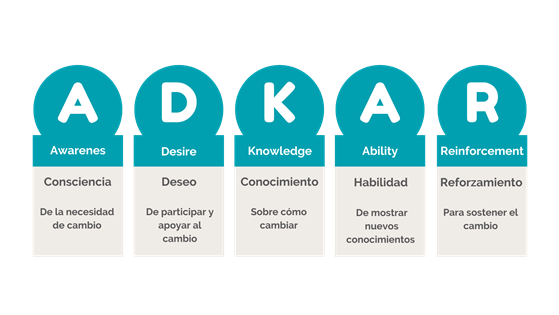 A
Awarenes
Consciencia
De la necesidad
de cambio
D
Desire
Deseo
De participar y
apoyar al
cambio
K
Knowledge
Conocimiento
Sobre cómo
cambiar
A
Ability
Habilidad
De mostrar
nuevos
conocimientos
R
Reinforcement
Reforzamiento
Para sostener el
cambio